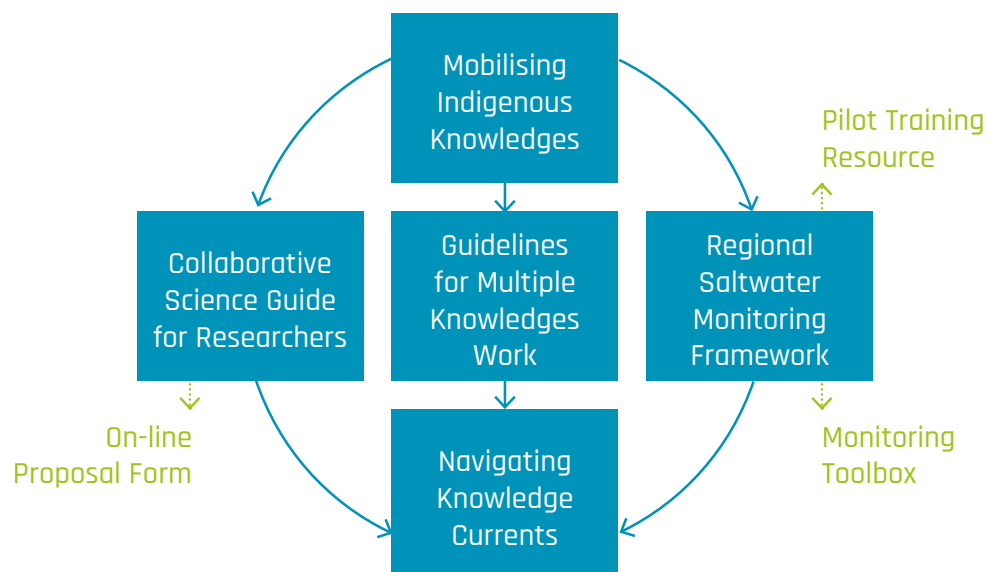 Mobilising
Indigenous
Knowledges
Pilot Training
Resource
Collaborative
Science Guide
for Researchers
Guidelines
for Multiple
Knowledges
Work
Regional
Saltwater
Monitoring
Framework
On-line
Proposal Form
Monitoring
Toolbox
Navigating
Knowledge
Currents